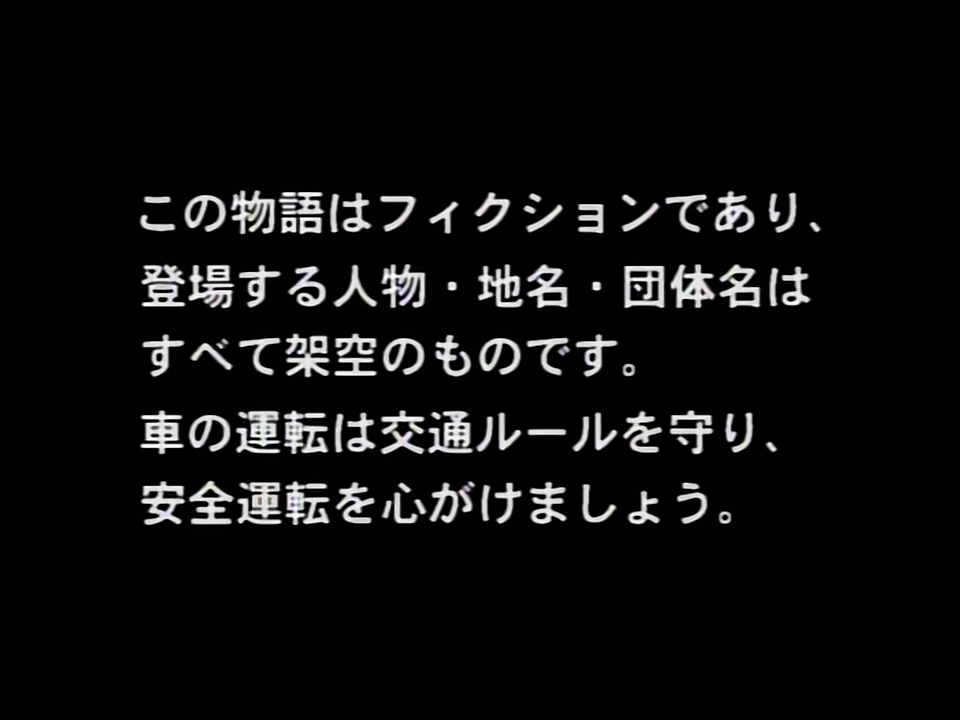 この物語はフィクションであり、
登場する人物・地名・団体名は
すべて架空のものです。
車の運転は交通ルールを守り、
安全運転を心がけましょう。